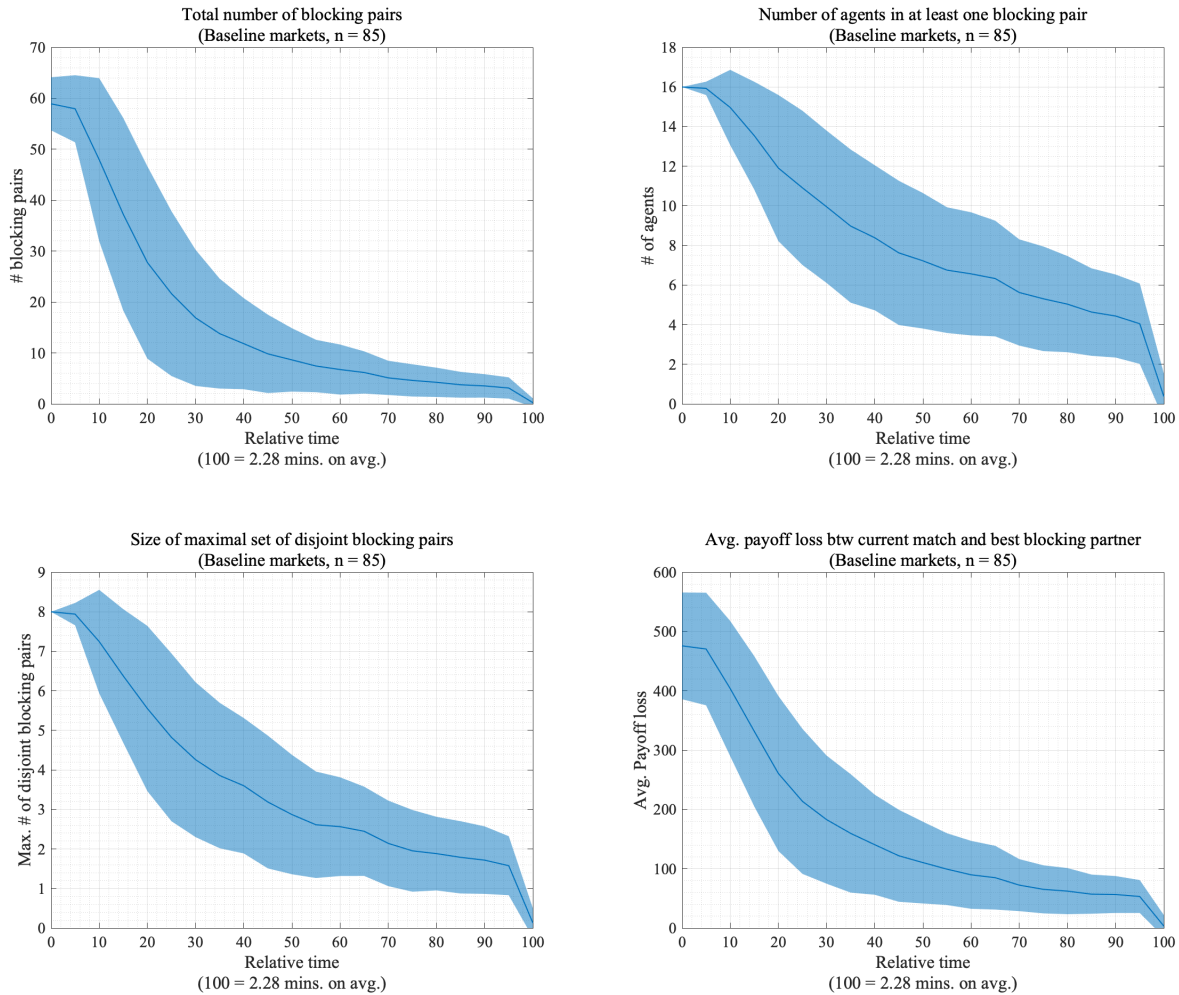 Total number of blocking pairs
(Baseline markets, n = 85)
70
60
50
40
30
20
10
0
# blocking pairs
0 10 20 30 40 50 60 70 80 90 100
Relative time
(100 = 2.28 mins. on avg.)
Number of agents in at least one blocking pair
(Baseline markets, n = 85)
18
16
14
12
10
8
6
4
2
0
# of agents
0 10 20 30 40 50 60 70 80 90 100
Relative time
(100 = 2.28 mins. on avg.)
Size of maximal set of disjoint blocking pairs
(Baseline markets, n = 85)
9
8
7
6
5
4
3
2
1
0
Max. # of disjoint blocking pairs
0 10 20 30 40 50 60 70 80 90 100
Relative time
(100 = 2.28 mins. on avg.)
Avg. payoff loss btw current match and best blocking partner
(Baseline markets, n = 85)
600
500
400
300
200
100
0
Avg. Payoff loss
0 10 20 30 40 50 60 70 80 90 100
Relative time
(100 = 2.28 mins. on avg.)